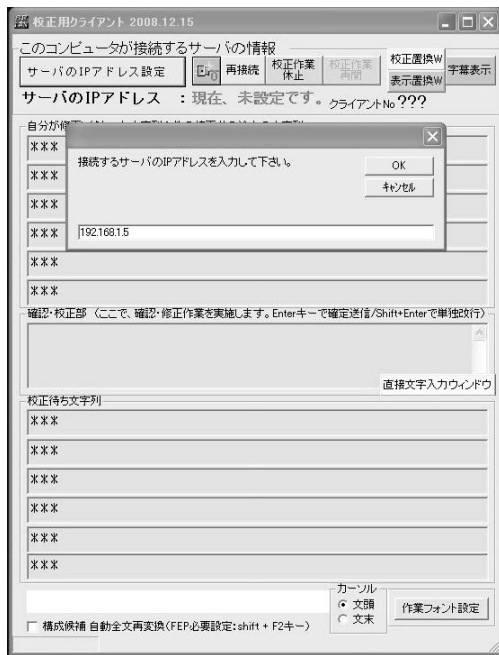 校正用クライアント 2008.12.15
このコンピュータが接続するサーバの情報
サーバのIPアドレス設定
再接続
校正作業
休止
校正作業
再開
校正置換W
表示置換W
字幕表示
サーバのIPアドレス :現在、未設定です。 クライアントNo ???
自分が修正
***
接続するサーバのIPアドレスを入力して下さい。
OK
キャンセル
192.168.1.5
***
***
***
***
***
確認・校正部 (ここで、確認・修正作業を実施します。Enterキーで確定送信/Shift+Enterで単独改行)
直接文字入力ウィンドウ
校正待ち文字列
***
***
***
***
***
***
カーソル
文頭
文末
作業フォント設定
構成候補 自動全文再変換(FEP必要設定:shift + F2キー)